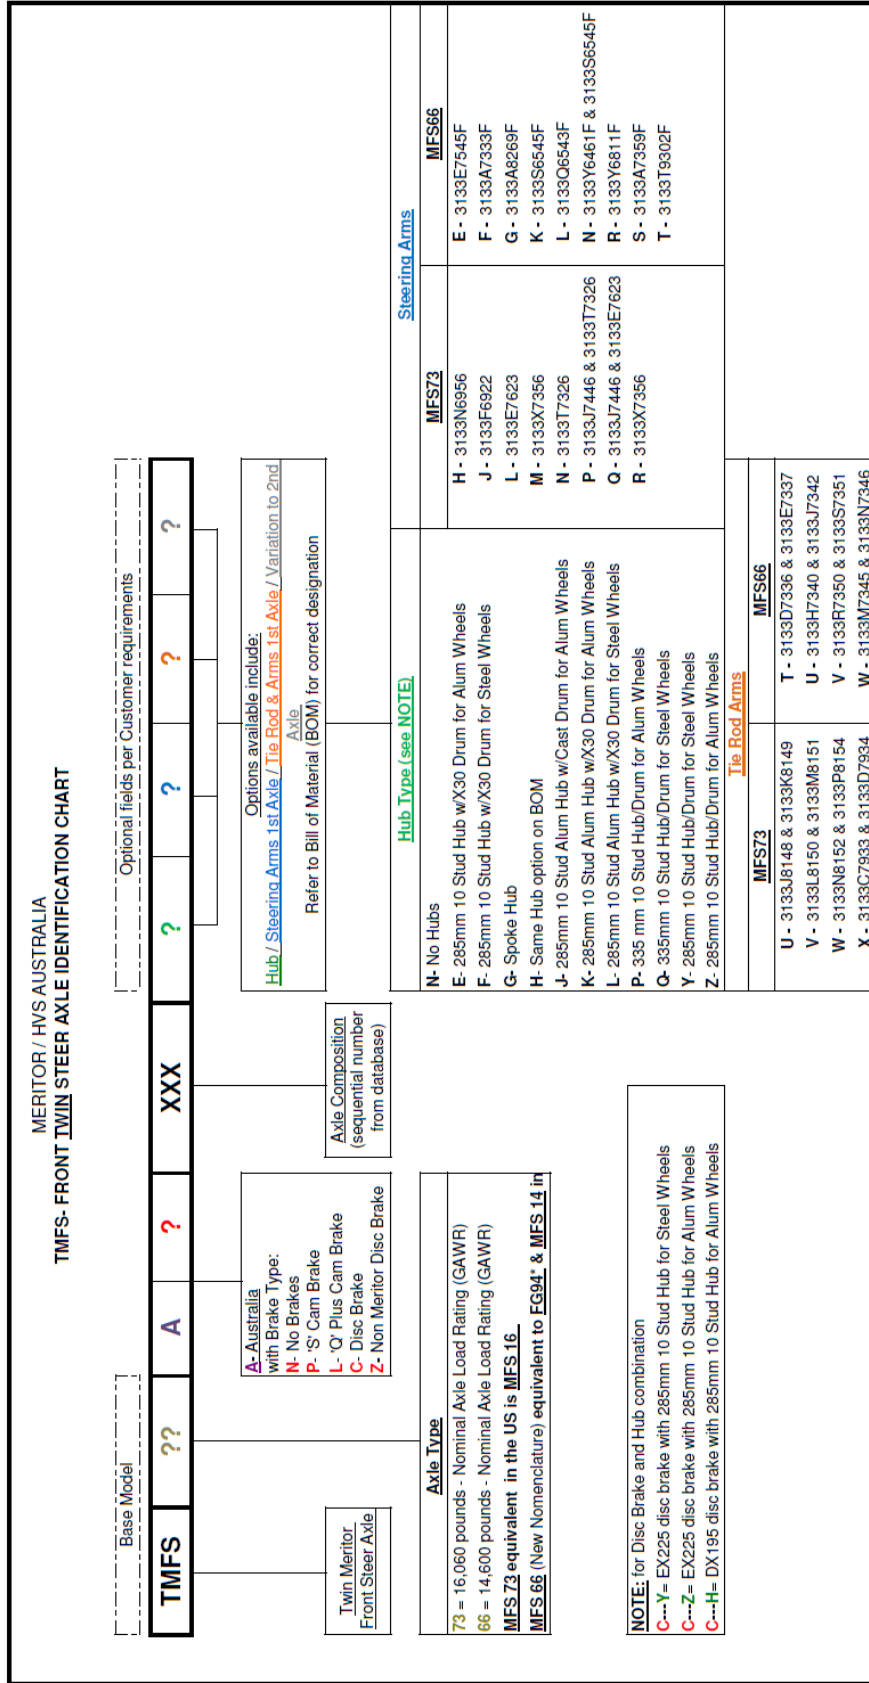 MERITOR / HVS AUSTRALIA
TMFS- FRONT TWIN STEER AXLE IDENTIFICATION CHART
Base Model
Optional fields per Customer requirements
TMFS ?? A ? XXX ? ? ? ?
Twin Meritor
Front Steer Axle
A- Australia
with Brake Type:
N- No Brakes
P- 'S' Cam Brake
L- 'Q' Plus Cam Brake
C- Disc Brake
Z- Non Meritor Disc Brake
Axle Composition
(sequential number
from database)
Options available include:
Hub / Steering Arms 1st Axle / Tie Rod & Arms 1st Axle / Variation to 2nd
Axle
Refer to Bill of Material (BOM) for correct designation
Axle Type
73 = 16,060 pounds - Nominal Axle Load Rating (GAWR)
66 = 14,600 pounds - Nominal Axle Load Rating (GAWR)
MFS 73 equivalent in the US is MFS 16
MFS 66 (New Nomenclature) equivalent to FG94* & MFS 14 in
Hub Type (see NOTE)
N- No Hubs
E- 285mm 10 Stud Hub w/X30 Drum for Alum Wheels
F- 285mm 10 Stud Hub w/X30 Drum for Steel Wheels
G- Spoke Hub
H- Same Hub option on BOM
J- 285mm 10 Stud Alum Hub w/Cast Drum for Alum Wheels
K- 285mm 10 Stud Alum Hub w/X30 Drum for Alum Wheels
L- 285mm 10 Stud Alum Hub w/X30 Drum for Steel Wheels
P- 335 mm 10 Stud Hub/Drum for Alum Wheels
Q- 335mm 10 Stud Hub/Drum for Steel Wheels
Y- 285mm 10 Stud Hub/Drum for Steel Wheels
Z- 285mm 10 Stud Hub/Drum for Alum Wheels
Steering Arms
MFS73
H - 3133N6956
J - 3133F6922
L - 3133E7623
M - 3133X7356
N - 3133T7326
P - 3133J7446 & 3133T7326
Q - 3133J7446 & 3133E7623
R - 3133X7356
MFS66
E - 3133E7545F
F - 3133A7333F
G - 3133A8269F
K - 3133S6545F
L - 3133Q6543F
N - 3133Y6461F & 3133S6545F
R - 3133Y6811F
S - 3133A7359F
T - 3133T9302F
NOTE: for Disc Brake and Hub combination
C---Y= EX225 disc brake with 285mm 10 Stud Hub for Steel Wheels
C---Z= EX225 disc brake with 285mm 10 Stud Hub for Alum Wheels
C---H= DX195 disc brake with 285mm 10 Stud Hub for Alum Wheels
Tie Rod Arms
MFS73
U - 3133J8148 & 3133K8149
V - 3133L8150 & 3133M8151
W - 3133N8152 & 3133P8154
X - 3133C7933 & 3133D7934
MFS66
T - 3133D7336 & 3133E7337
U - 3133H7340 & 3133J7342
V - 3133R7350 & 3133S7351
W - 3133M7345 & 3133N7346